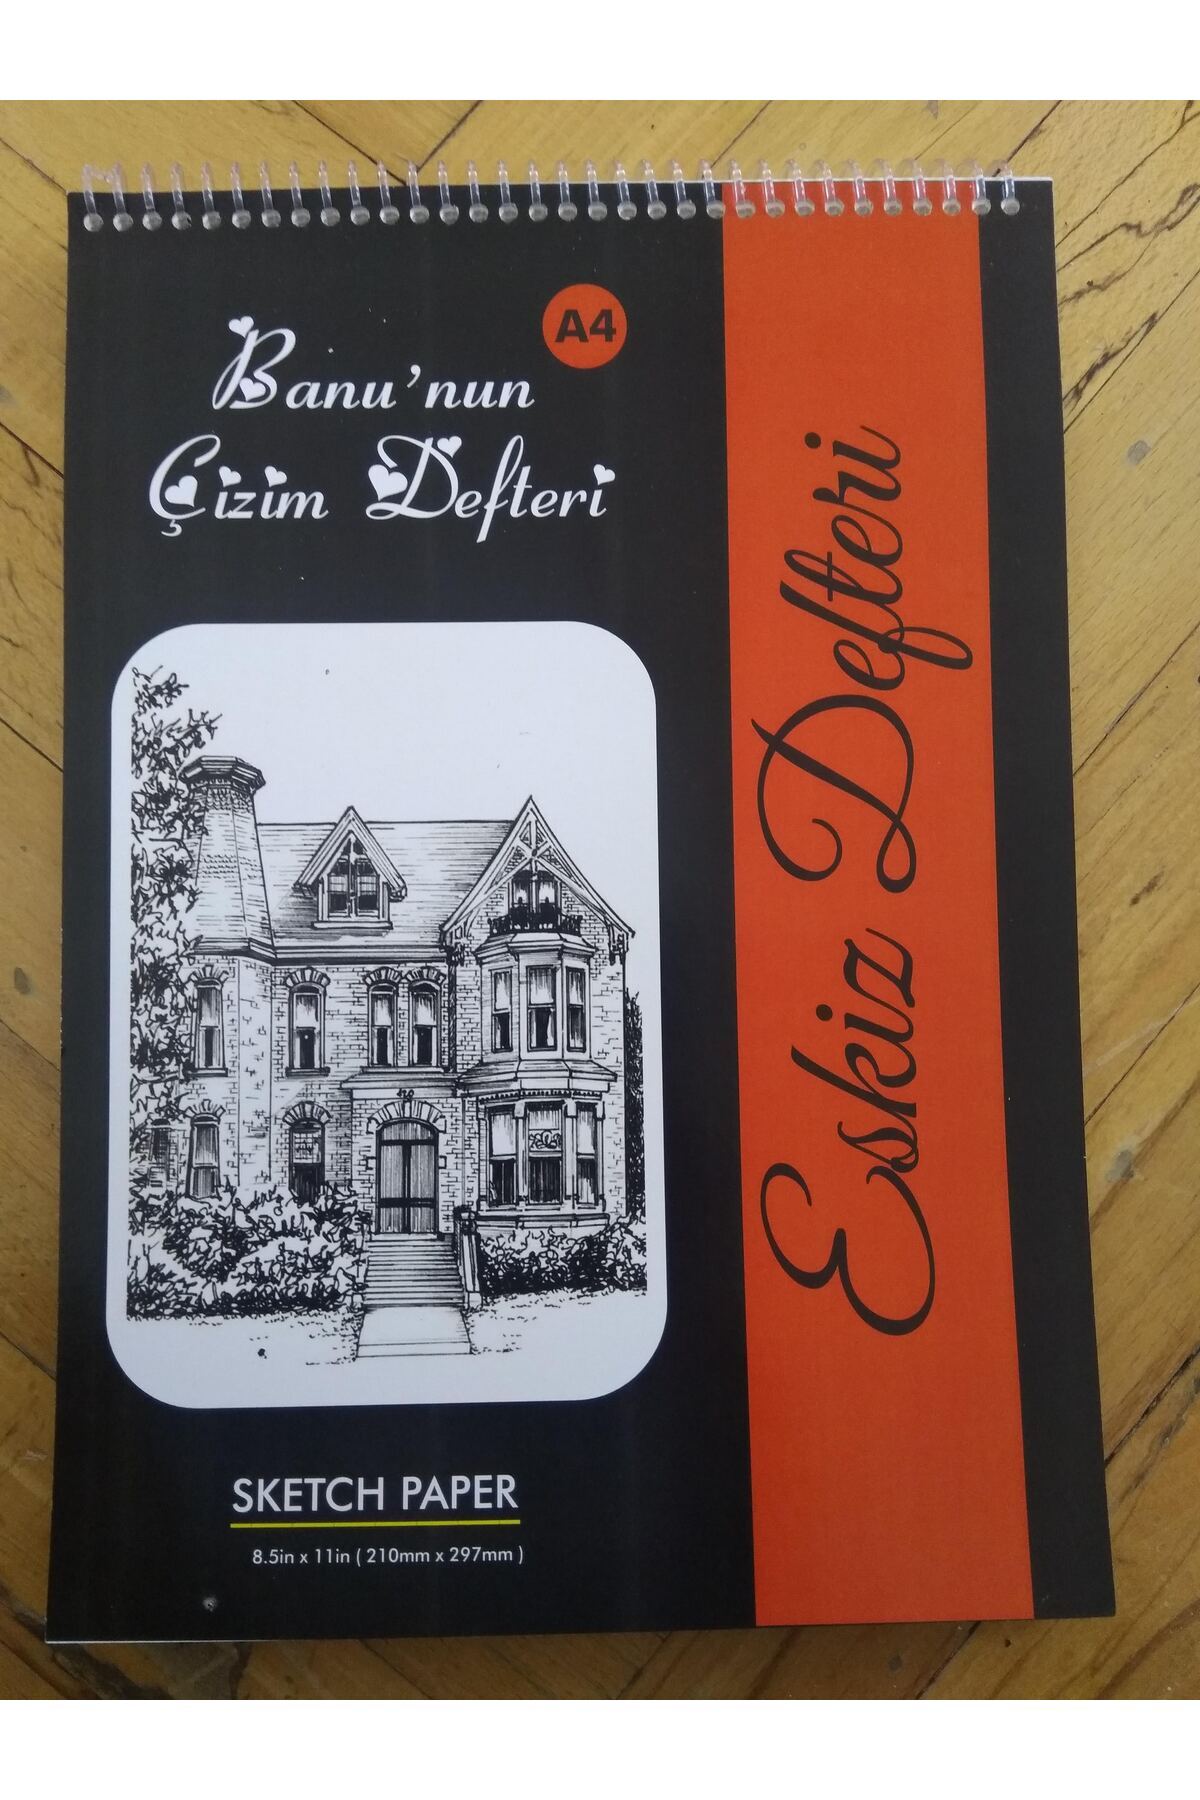 A4
Banu'nun
Çizim Defteri
Eskiz Defteri
SKETCH PAPER
8.5in x 11in ( 210mm x 297mm )